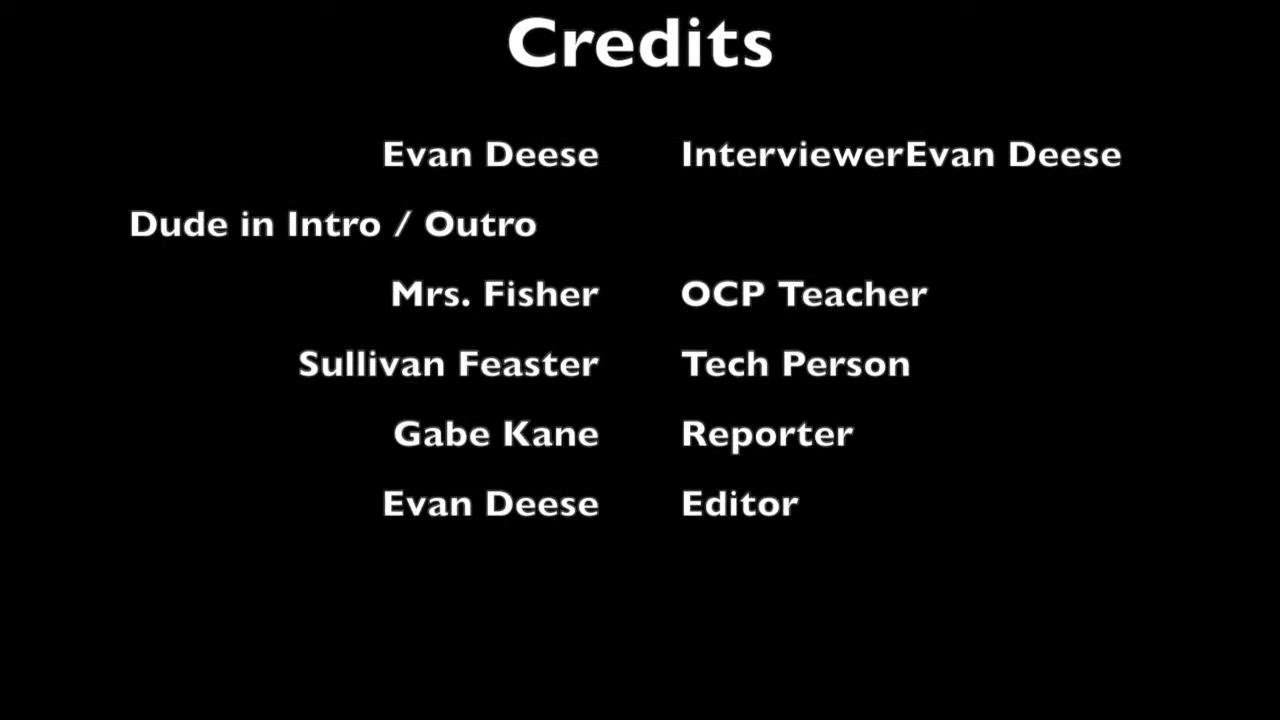 Credits
Evan Deese InterviewerEvan Deese
Dude in Intro / Outro
Mrs. Fisher OCP Teacher
Sullivan Feaster Tech Person
Gabe Kane Reporter
Evan Deese Editor